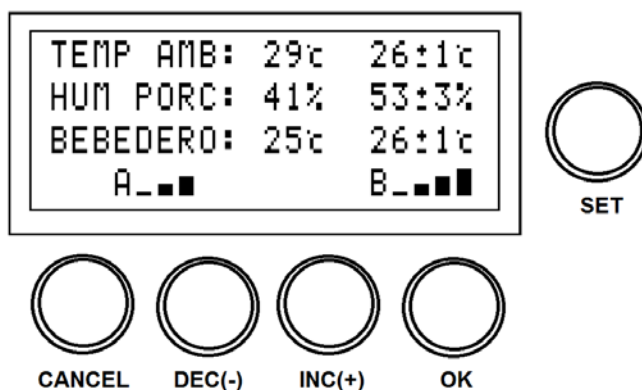 TEMP AMB: 29℃ 26±1℃
HUM PORC: 41% 53±3%
BEBEDERO: 25℃ 26±1℃
A B
SET
CANCEL DEC(-) INC(+) OK